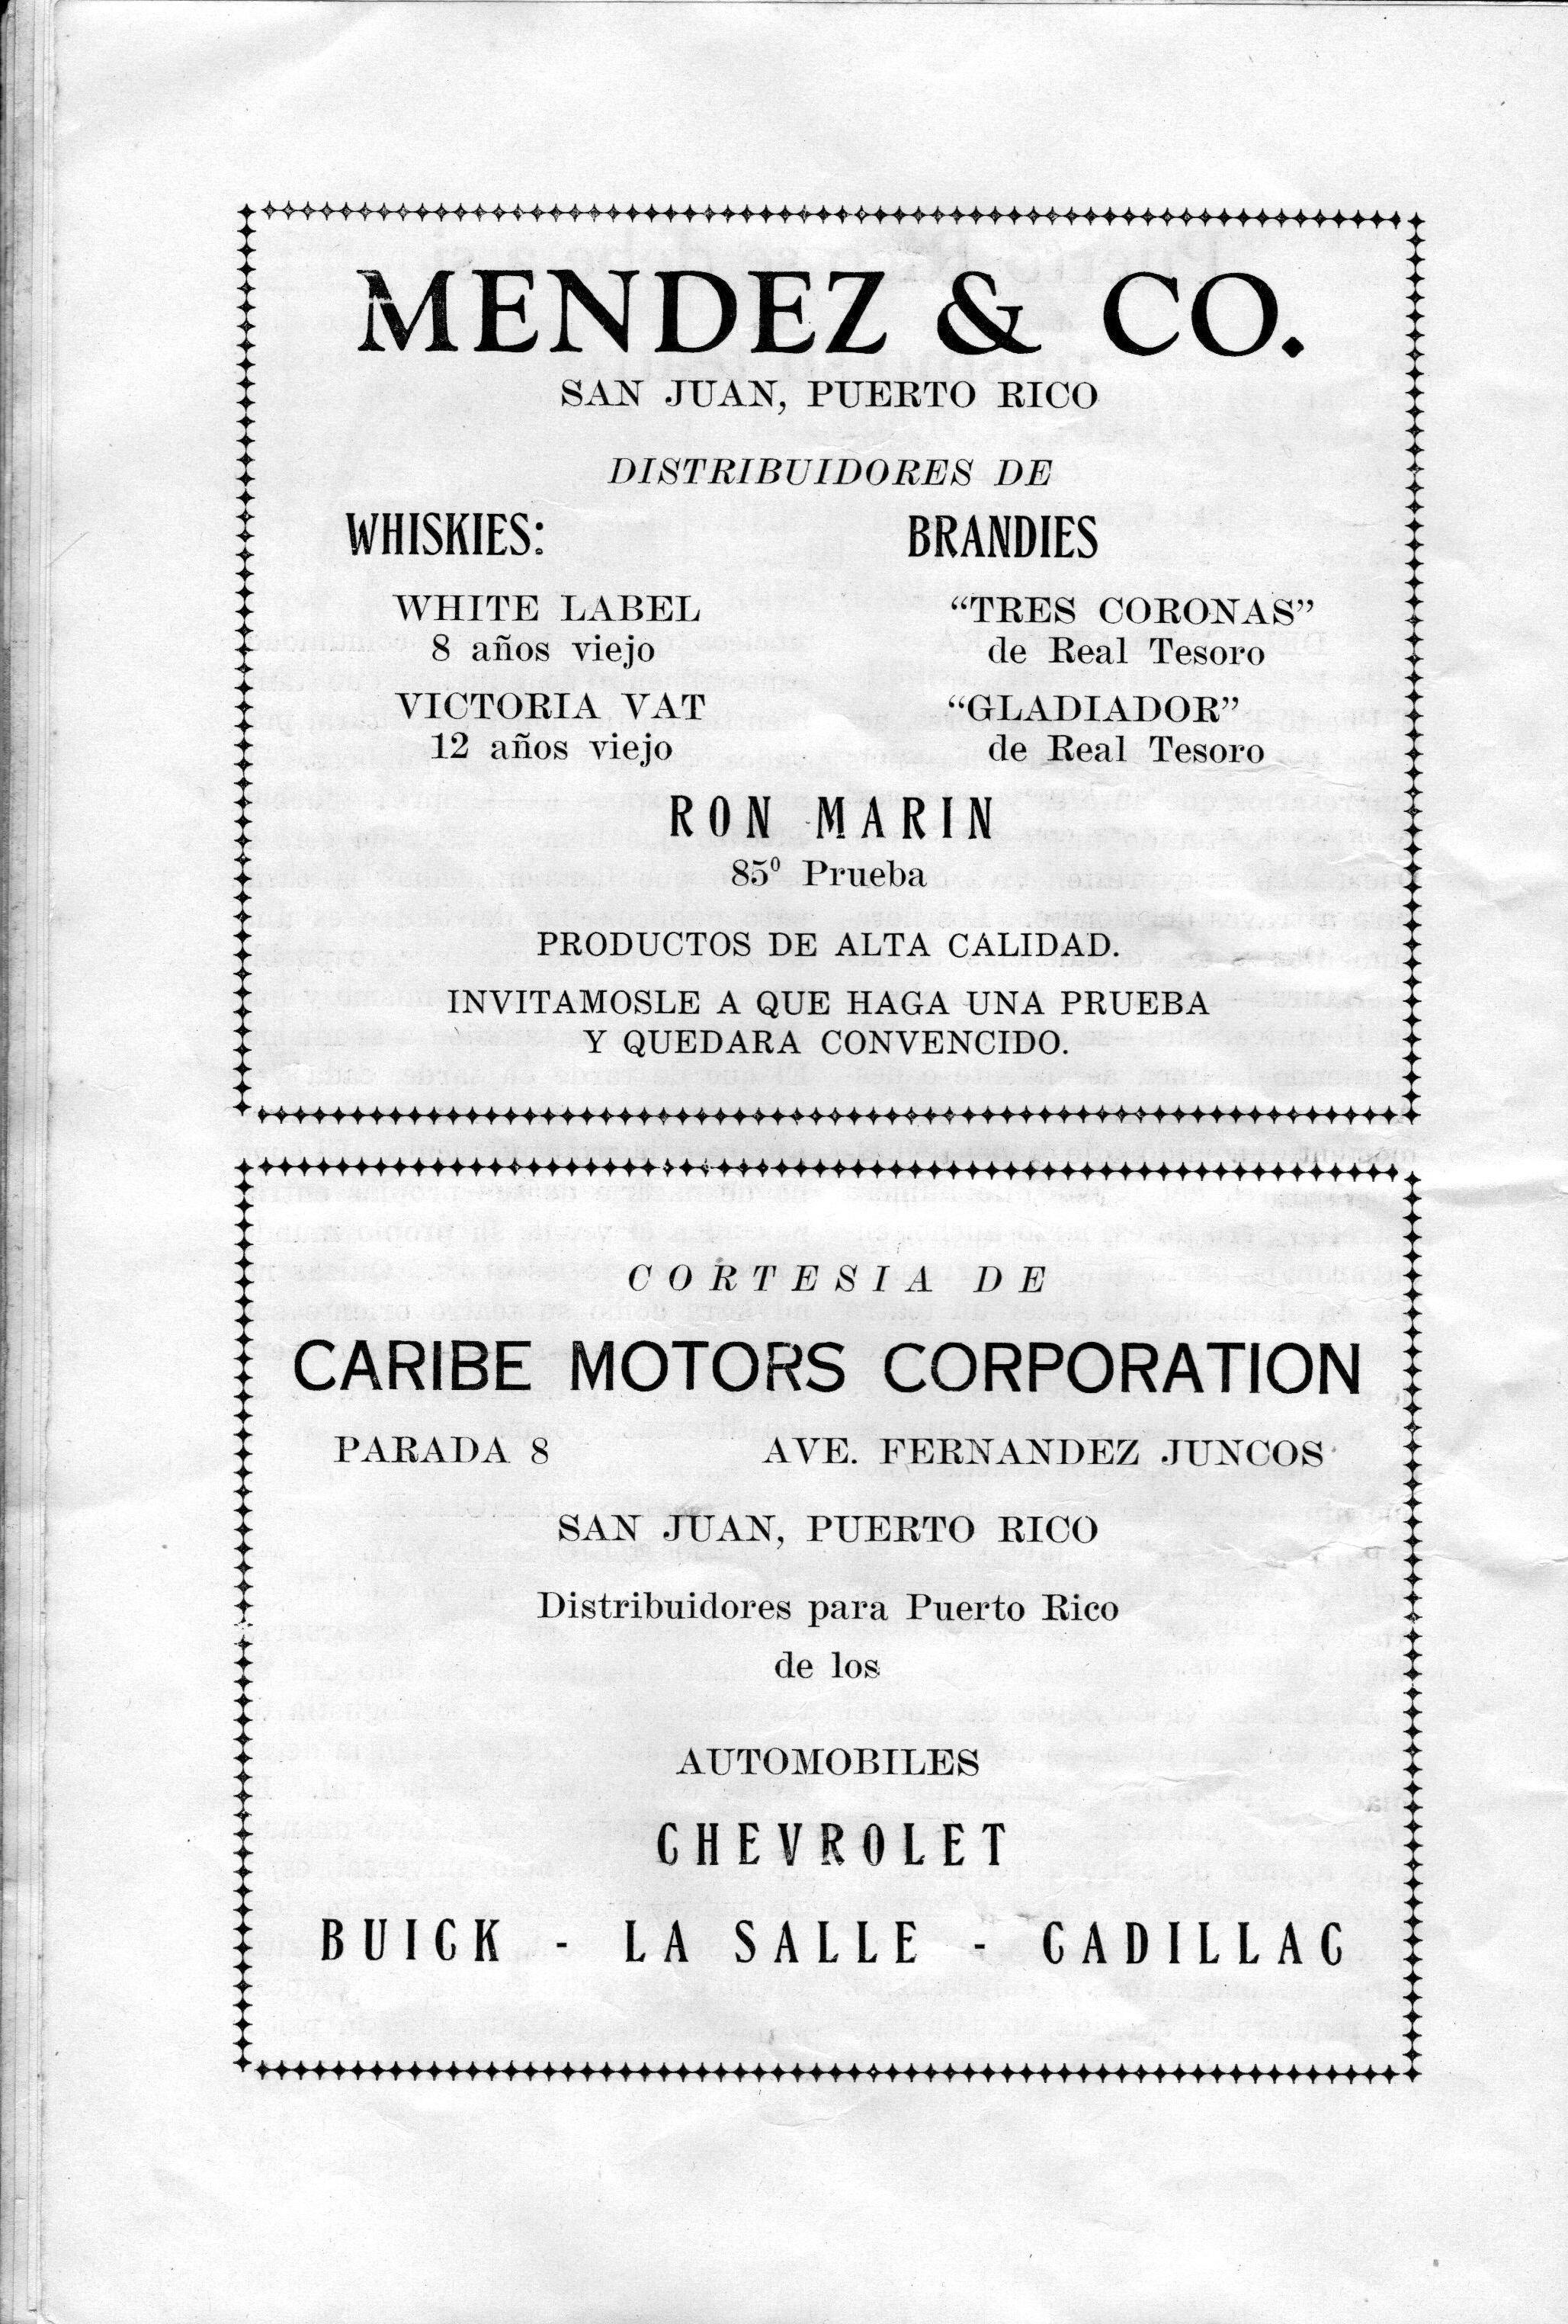 MENDEZ & CO.
SAN JUAN, PUERTO RICO
DISTRIBUIDORES DE
WHISKIES:
WHITE LABEL
8 años viejo
VICTORIA VAT
12 años viejo
BRANDIES
“TRES CORONAS”
de Real Tesoro
“GLADIADOR”
de Real Tesoro
RON MARIN
85⁰ Prueba
PRODUCTOS DE ALTA CALIDAD.
INVITAMOSLE A QUE HAGA UNA PRUEBA
Y QUEDARA CONVENCIDO.
CORTESIA DE
CARIBE MOTORS CORPORATION
PARADA 8 AVE. FERNANDEZ JUNCOS
SAN JUAN, PUERTO RICO
Distribuidores para Puerto Rico
de los
AUTOMOBILES
CHEVROLET
BUICK - LA SALLE - CADILLAC